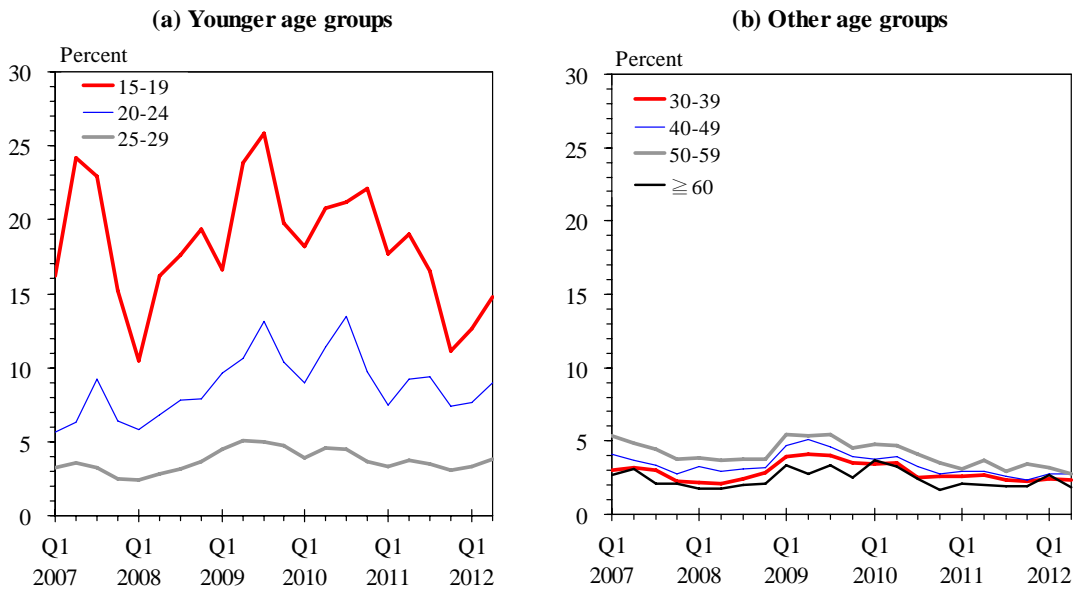 (a) Younger age groups
Percent
30
25
20
15
10
5
0
15-19
20-24
25-29
Q1 Q1 Q1 Q1 Q1 Q1
2007 2008 2009 2010 2011 2012
(b) Other age groups
Percent
30
25
20
15
10
5
0
30-39
40-49
50-59
≧60
Q1 Q1 Q1 Q1 Q1 Q1
2007 2008 2009 2010 2011 2012